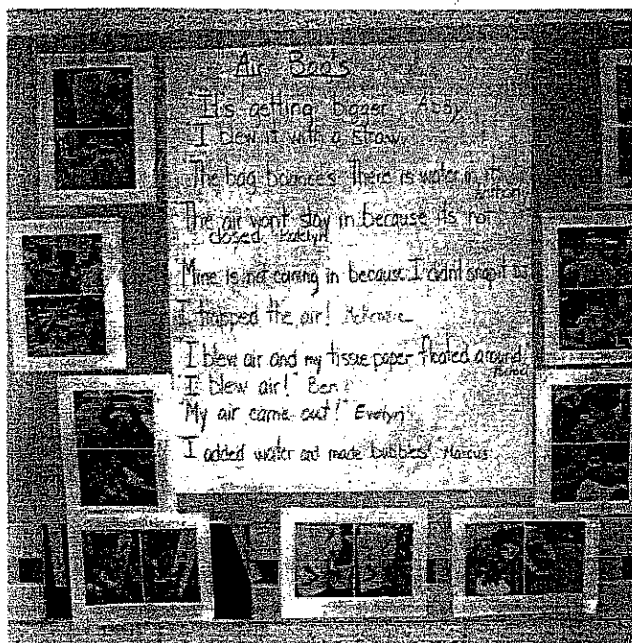 Air Bags
"It's getting bigger" Abby
I blew it with a straw.
The bag bounces. There is water in it
The air won't stay in because it's not
closed. Katelyn
Mine is not coming in because I didn't snap it
I trapped the air! McKenzie
"I blew air and my tissue paper floated around."
I blew air!" Ben
"My air came out!" Evelyn
"I added water and made bubbles" Marcus